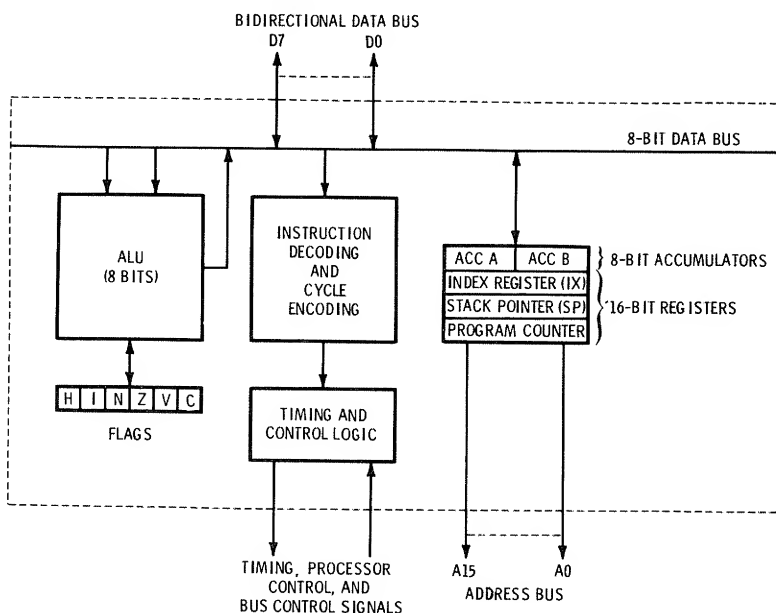 BIDIRECTIONAL DATA BUS
D7 D0
8-BIT DATA BUS
ALU
(8 BITS)
INSTRUCTION
DECODING
AND
CYCLE
ENCODING
ACC A ACC B
8-BIT ACCUMULATORS
INDEX REGISTER (IX)
STACK POINTER (SP)
16-BIT REGISTERS
PROGRAM COUNTER
H I N Z V C
FLAGS
TIMING AND
CONTROL LOGIC
TIMING, PROCESSOR
CONTROL, AND
BUS CONTROL SIGNALS
A15 A0
ADDRESS BUS